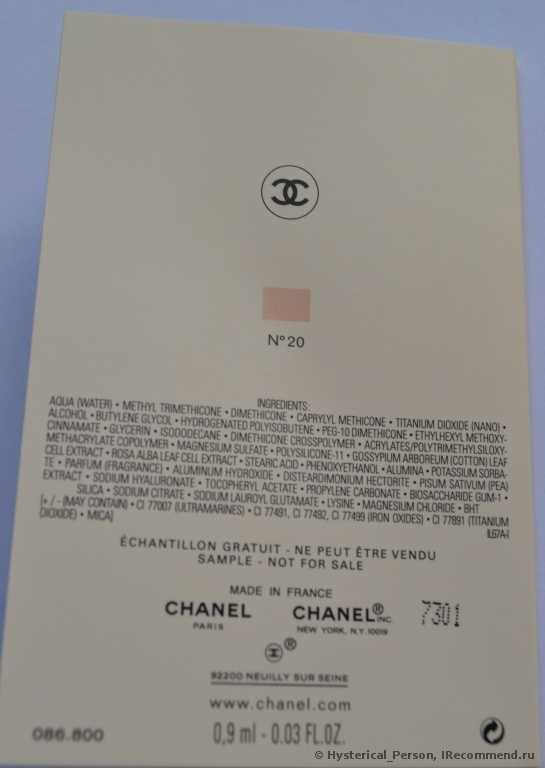 N°20
INGREDIENTS:
AQUA (WATER) • METHYL TRIMETHICONE • DIMETHICONE • CAPRYLYL METHICONE • TITANIUM DIOXIDE (NANO) •
ALCOHOL • BUTYLENE GLYCOL • HYDROGENATED POLYISOBUTENE • PEG-10 DIMETHICONE • ETHYLHEXYL METHOXY-
CINNAMATE • GLYCERIN • ISODODECANE • DIMETHICONE CROSSPOLYMER • ACRYLATES/POLYTRIMETHYLSILOXY-
METHACRYLATE COPOLYMER • MAGNESIUM SULFATE • POLYSILICONE-11 • GOSSYPIUM ARBOREUM (COTTON) LEAF
CELL EXTRACT • ROSA ALBA LEAF CELL EXTRACT • STEARIC ACID • PHENOXYETHANOL • ALUMINA • POTASSIUM SORBA-
TE • PARFUM (FRAGRANCE) • ALUMINUM HYDROXIDE • DISTEARDIMONIUM HECTORITE • PISUM SATIVUM (PEA)
EXTRACT • SODIUM HYALURONATE • TOCOPHERYL ACETATE • PROPYLENE CARBONATE • BIOSACCHARIDE GUM-1 •
SILICA • SODIUM CITRATE • SODIUM LAUROYL GLUTAMATE • LYSINE • MAGNESIUM CHLORIDE • BHT
[+ / - (MAY CONTAIN) • CI 77007 (ULTRAMARINES) • CI 77491, CI 77492, CI 77499 (IRON OXIDES) • CI 77891 (TITANIUM
DIOXIDE) • MICA]
IL67A-I
ÉCHANTILLON GRATUIT - NE PEUT ÊTRE VENDU
SAMPLE - NOT FOR SALE
MADE IN FRANCE
CHANEL CHANEL® INC. 7301
PARIS NEW YORK, N.Y. 10019
®
92200 NEUILLY SUR SEINE
www.chanel.com
086.800 0,9 ml - 0.03 FL.OZ.
© Hysterical_Person, IRecommend.ru